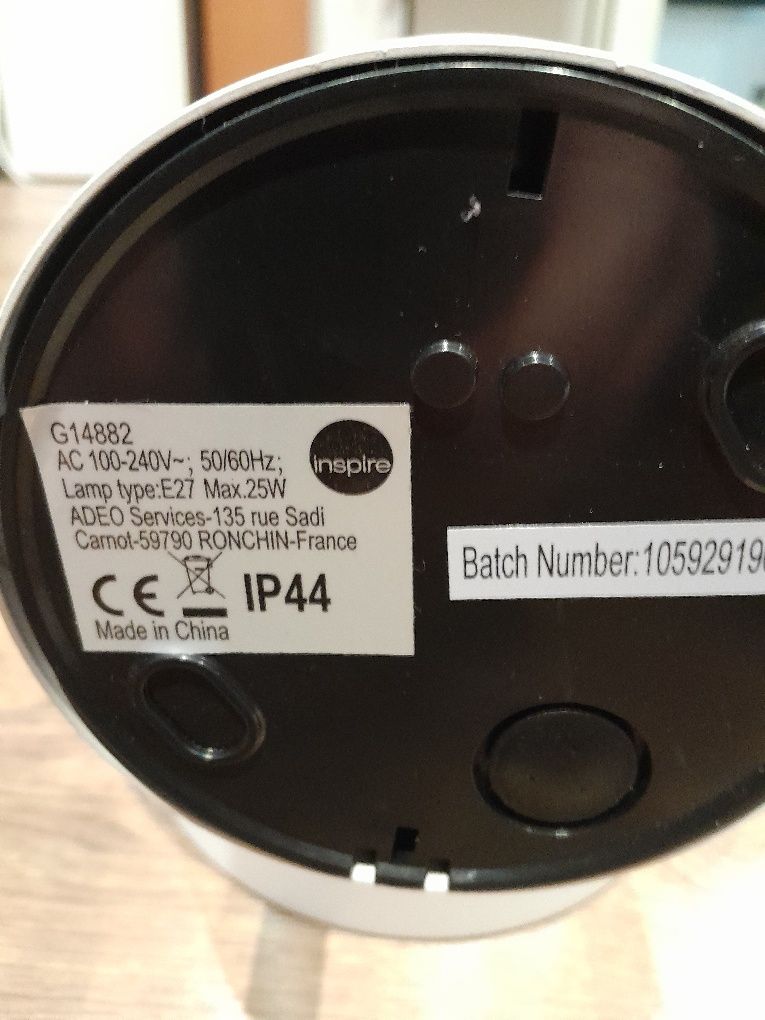 G14882
AC 100-240V~; 50/60Hz;
inspire
Lamp type:E27 Max.25W
ADEO Services-135 rue Sadi
Carnot-59790 RONCHIN-France
CE IP44
Made in China
Batch Number:10592919